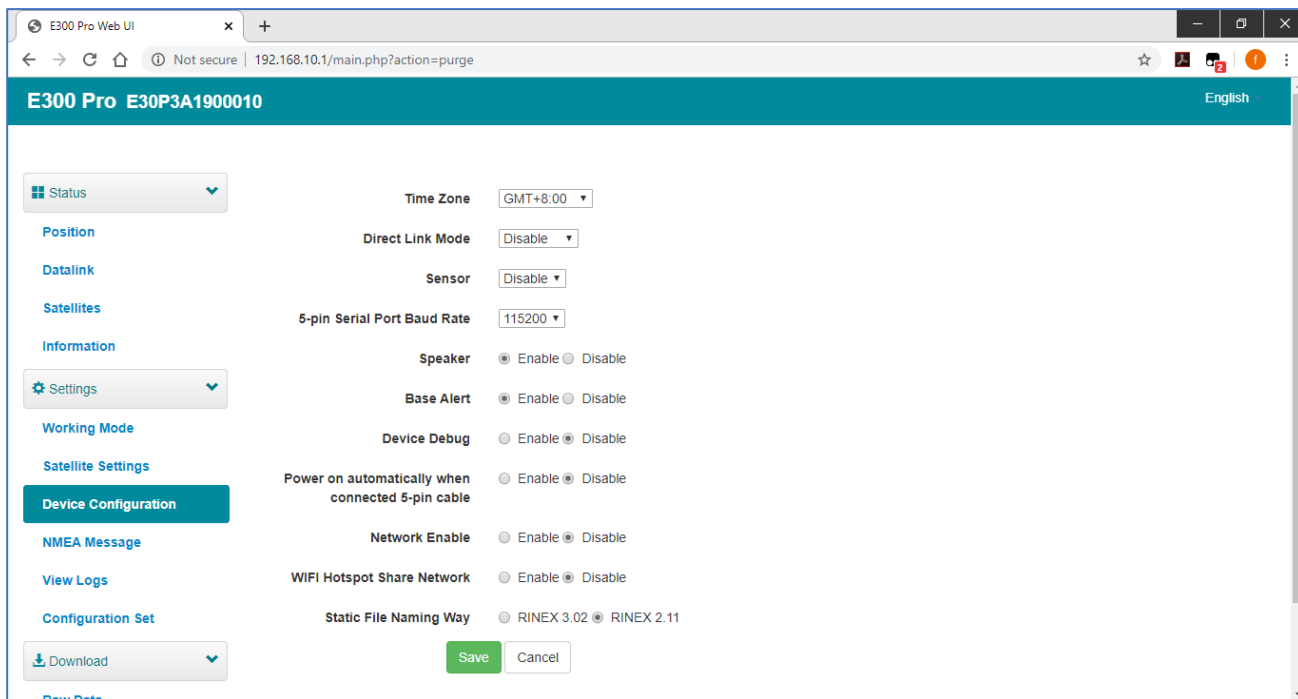 E300 Pro Web UI
Not secure | 192.168.10.1/main.php?action=purge
2
f
E300 Pro E30P3A1900010
English
Status
Position
Datalink
Satellites
Information
Settings
Working Mode
Satellite Settings
Device Configuration
NMEA Message
View Logs
Configuration Set
Download
Raw Data
Time Zone GMT+8:00
Direct Link Mode Disable
Sensor Disable
5-pin Serial Port Baud Rate 115200
Speaker Enable Disable
Base Alert Enable Disable
Device Debug Enable Disable
Power on automatically when Enable Disable
connected 5-pin cable
Network Enable Enable Disable
WIFI Hotspot Share Network Enable Disable
Static File Naming Way RINEX 3.02 RINEX 2.11
Save Cancel